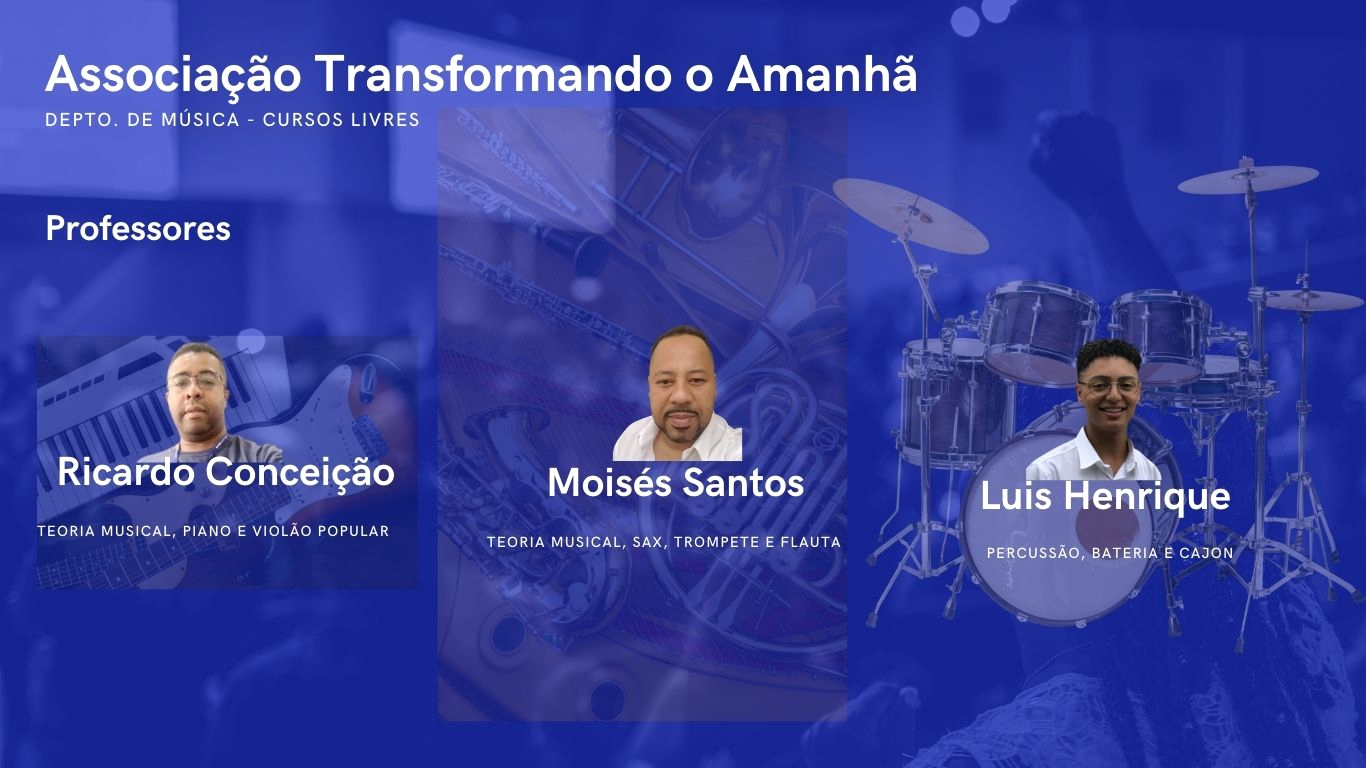 Associação Transformando o Amanhã
DEPTO. DE MÚSICA - CURSOS LIVRES
Professores
Ricardo Conceição
TEORIA MUSICAL, PIANO E VIOLÃO POPULAR
Moisés Santos
TEORIA MUSICAL, SAX, TROMPETE E FLAUTA
Luis Henrique
PERCUSSÃO, BATERIA E CAJON